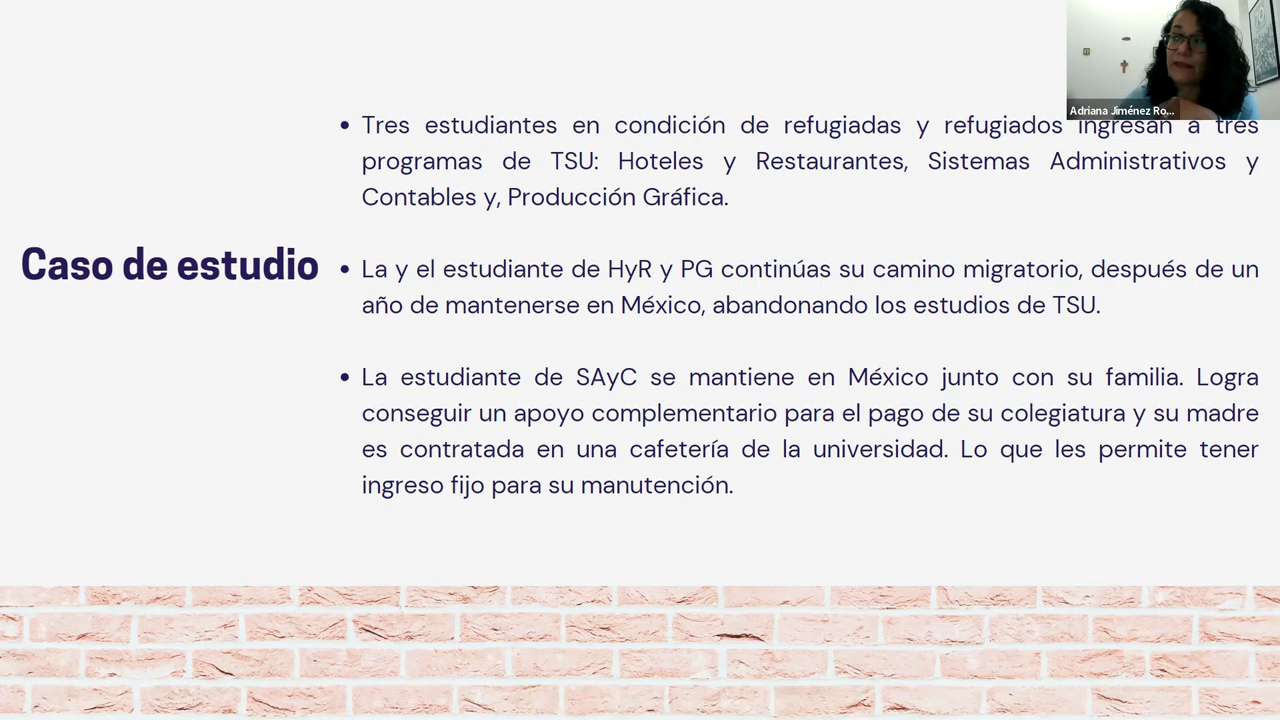 Adriana Jiménez Ro...
• Tres estudiantes en condición de refugiadas y refugiados ingresan a tres
programas de TSU: Hoteles y Restaurantes, Sistemas Administrativos y
Contables y, Producción Gráfica.
Caso de estudio
• La y el estudiante de HyR y PG continúas su camino migratorio, después de un
año de mantenerse en México, abandonando los estudios de TSU.
• La estudiante de SAyC se mantiene en México junto con su familia. Logra
conseguir un apoyo complementario para el pago de su colegiatura y su madre
es contratada en una cafetería de la universidad. Lo que les permite tener
ingreso fijo para su manutención.